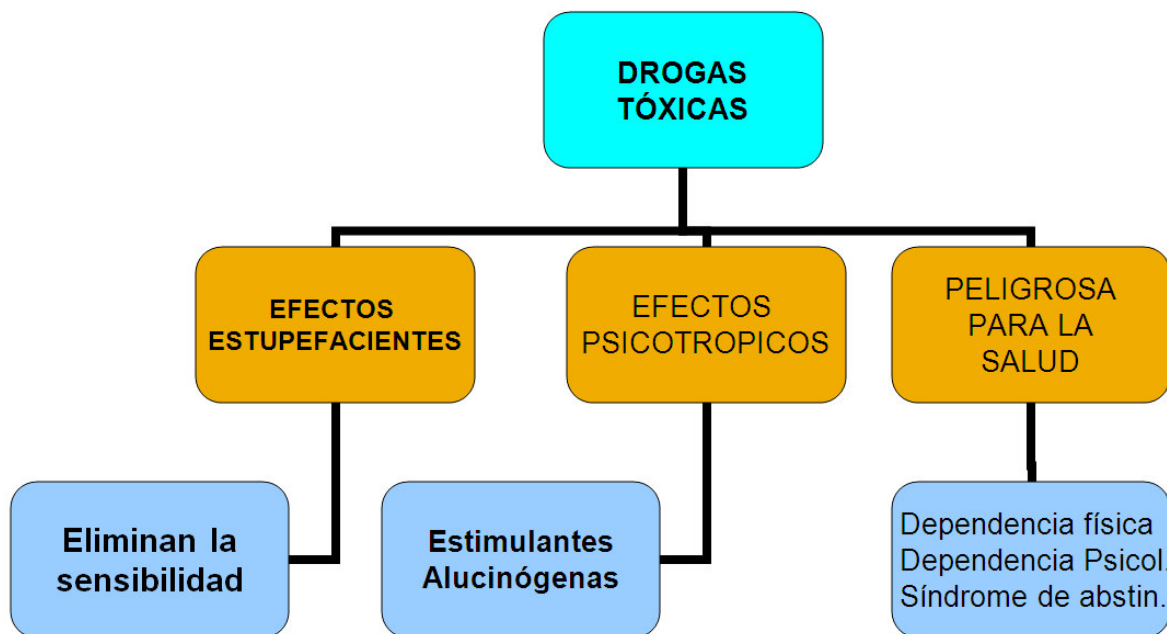 DROGAS
TÓXICAS
EFECTOS
ESTUPEFACIENTES
EFECTOS
PSICOTROPICOS
PELIGROSA
PARA LA
SALUD
Eliminan la
sensibilidad
Estimulantes
Alucinógenas
Dependencia física
Dependencia Psicol.
Síndrome de abstin.